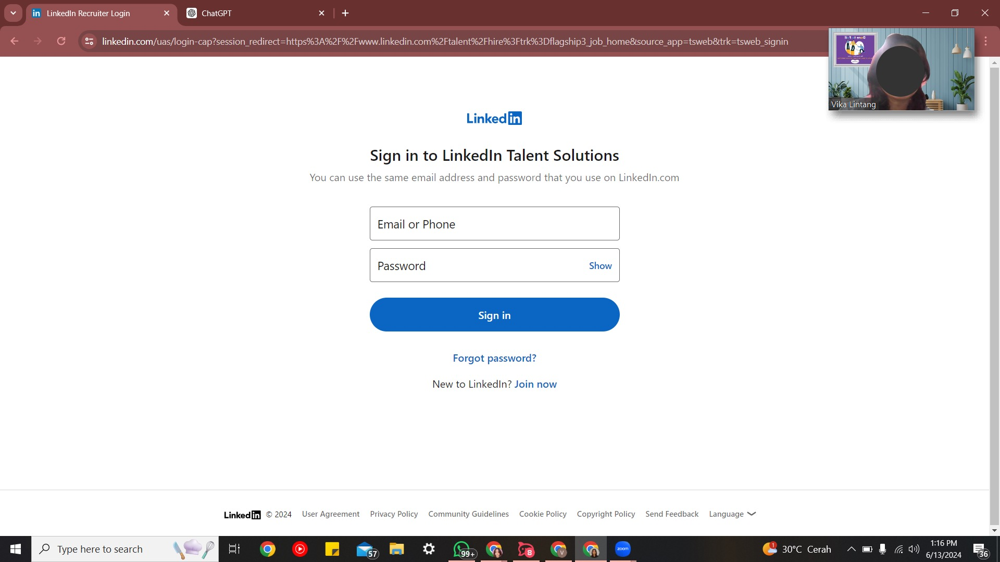 LinkedIn Recruiter Login
ChatGPT
linkedin.com/uas/login-cap?session_redirect=https%3A%2F%2Fwww.linkedin.com%2Ftalent%2Fhire%3Ftrk%3Dflagship3_job_home&source_app=tsweb&trk=tsweb_signin
Vika Lintang
Linkedin
Sign in to LinkedIn Talent Solutions
You can use the same email address and password that you use on LinkedIn.com
Email or Phone
Password Show
Sign in
Forgot password?
New to LinkedIn? Join now
Linkedin © 2024 User Agreement Privacy Policy Community Guidelines Cookie Policy Copyright Policy Send Feedback Language
Type here to search
57
99+
8
V
zoom
1
30°C Cerah
1:16 PM
6/13/2024
36